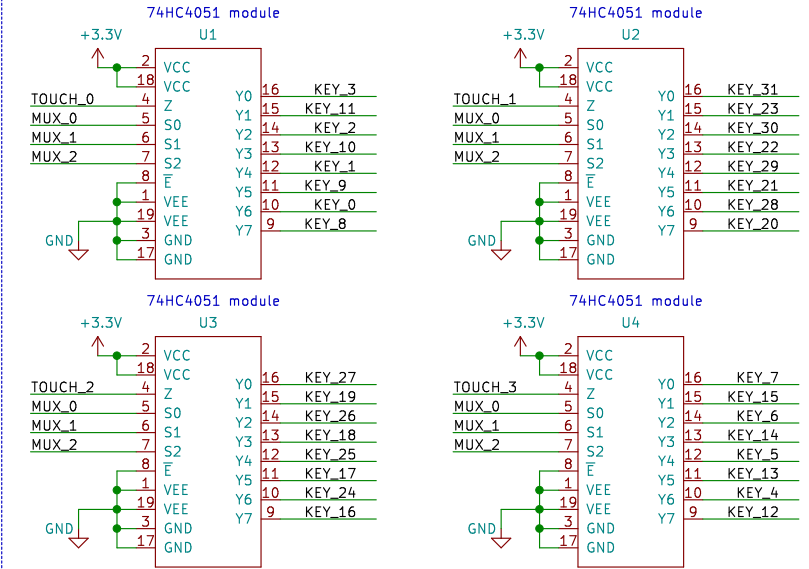 74HC4051 module
+3.3V
U1
2 VCC
18 VCC
TOUCH_0 4 Z
MUX_0 5 S0
MUX_1 6 S1
MUX_2 7 S2
8 E
1 VEE
19 VEE
GND 3 GND
17 GND
Y0 16 KEY_3
Y1 15 KEY_11
Y2 14 KEY_2
Y3 13 KEY_10
Y4 12 KEY_1
Y5 11 KEY_9
Y6 10 KEY_0
Y7 9 KEY_8
74HC4051 module
+3.3V
U2
2 VCC
18 VCC
TOUCH_1 4 Z
MUX_0 5 S0
MUX_1 6 S1
MUX_2 7 S2
8 E
1 VEE
19 VEE
GND 3 GND
17 GND
Y0 16 KEY_31
Y1 15 KEY_23
Y2 14 KEY_30
Y3 13 KEY_22
Y4 12 KEY_29
Y5 11 KEY_21
Y6 10 KEY_28
Y7 9 KEY_20
74HC4051 module
+3.3V
U3
2 VCC
18 VCC
TOUCH_2 4 Z
MUX_0 5 S0
MUX_1 6 S1
MUX_2 7 S2
8 E
1 VEE
19 VEE
GND 3 GND
17 GND
Y0 16 KEY_27
Y1 15 KEY_19
Y2 14 KEY_26
Y3 13 KEY_18
Y4 12 KEY_25
Y5 11 KEY_17
Y6 10 KEY_24
Y7 9 KEY_16
74HC4051 module
+3.3V
U4
2 VCC
18 VCC
TOUCH_3 4 Z
MUX_0 5 S0
MUX_1 6 S1
MUX_2 7 S2
8 E
1 VEE
19 VEE
GND 3 GND
17 GND
Y0 16 KEY_7
Y1 15 KEY_15
Y2 14 KEY_6
Y3 13 KEY_14
Y4 12 KEY_5
Y5 11 KEY_13
Y6 10 KEY_4
Y7 9 KEY_12